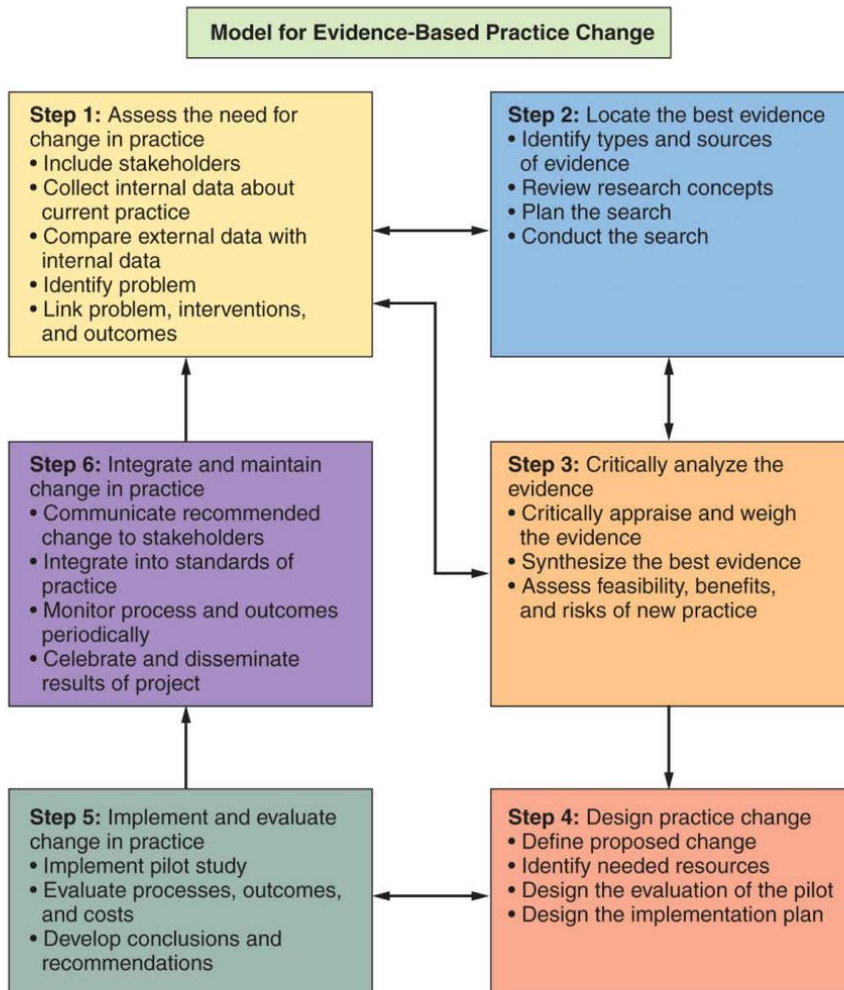 Model for Evidence-Based Practice Change
Step 1: Assess the need for
change in practice
• Include stakeholders
• Collect internal data about
current practice
• Compare external data with
internal data
• Identify problem
• Link problem, interventions,
and outcomes
Step 2: Locate the best evidence
• Identify types and sources
of evidence
• Review research concepts
• Plan the search
• Conduct the search
Step 3: Critically analyze the
evidence
• Critically appraise and weigh
the evidence
• Synthesize the best evidence
• Assess feasibility, benefits,
and risks of new practice
Step 4: Design practice change
• Define proposed change
• Identify needed resources
• Design the evaluation of the pilot
• Design the implementation plan
Step 5: Implement and evaluate
change in practice
• Implement pilot study
• Evaluate processes, outcomes,
and costs
• Develop conclusions and
recommendations
Step 6: Integrate and maintain
change in practice
• Communicate recommended
change to stakeholders
• Integrate into standards of
practice
• Monitor process and outcomes
periodically
• Celebrate and disseminate
results of project